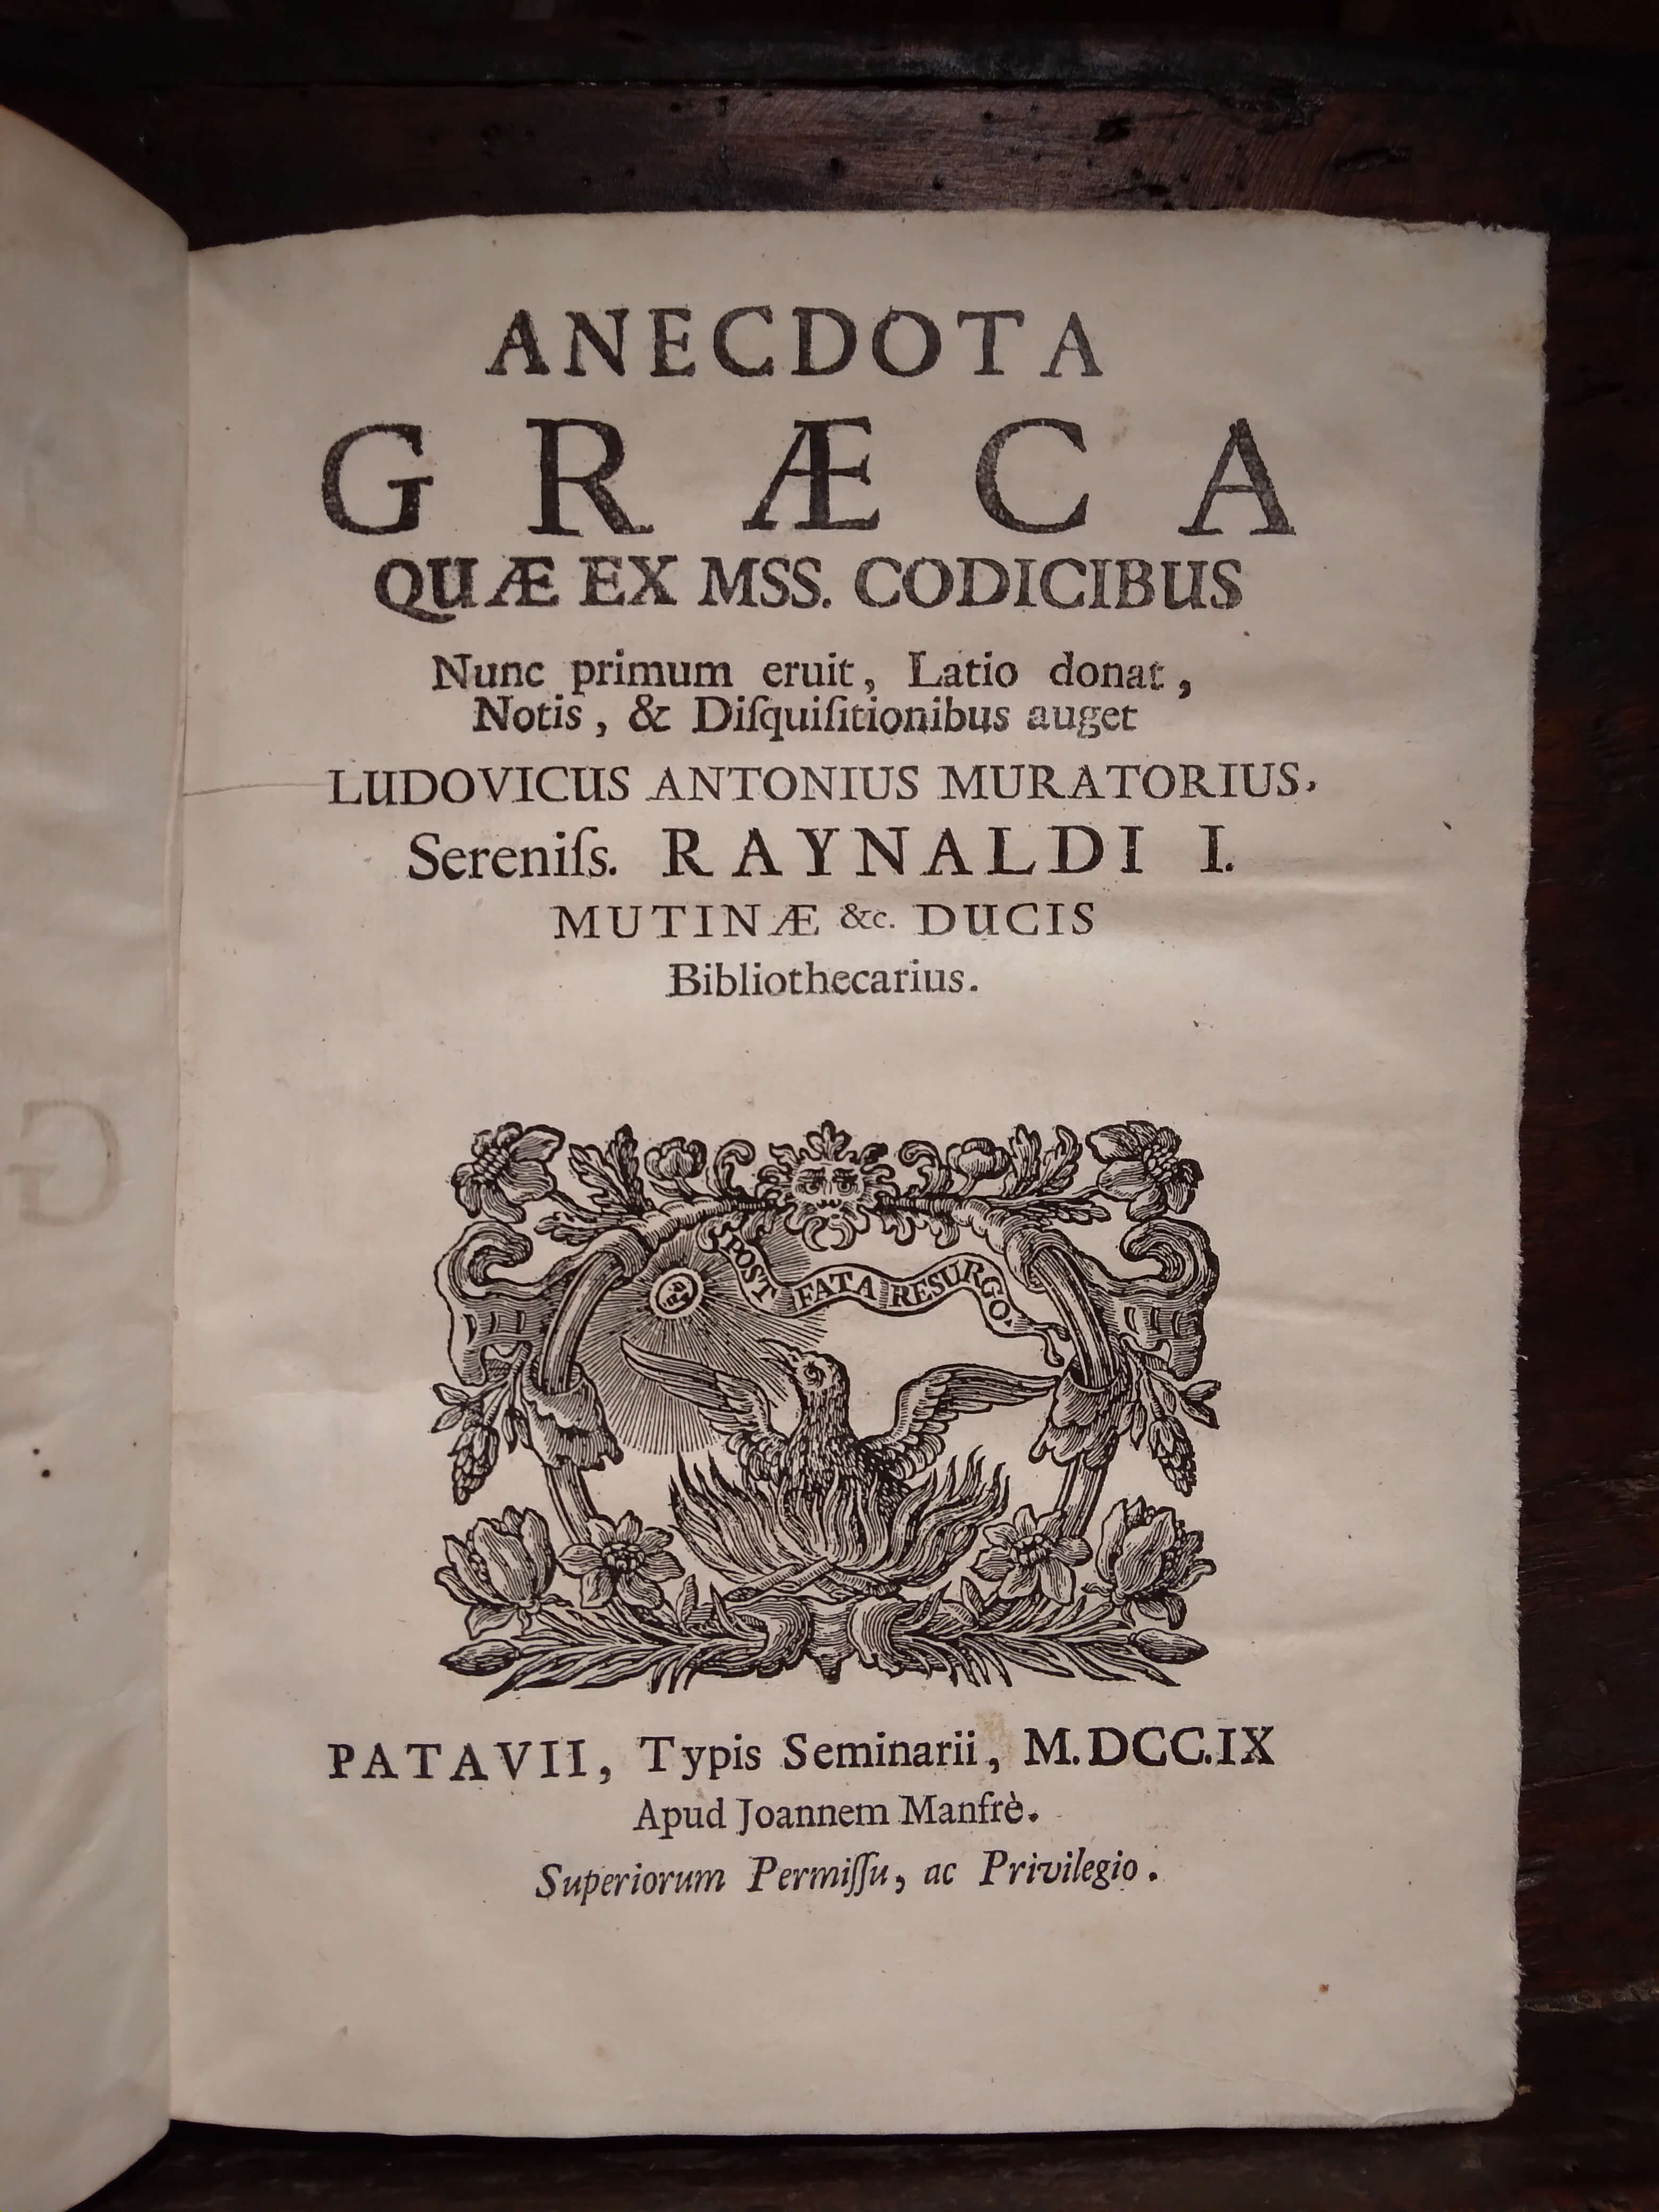 ANECDOTA
GRÆCA
QUÆ EX MSS. CODICIBUS
Nunc primum eruit, Latio donat,
Notis, & Diſquiſitionibus auget
LUDOVICUS ANTONIUS MURATORIUS,
Sereniſs. RAYNALDI I.
MUTINÆ &c. DUCIS
Bibliothecarius.
POST FATA RESURGO
PATAVII, Typis Seminarii, M.DCC.IX
Apud Joannem Manfrè.
Superiorum Permiſſu, ac Privilegio.